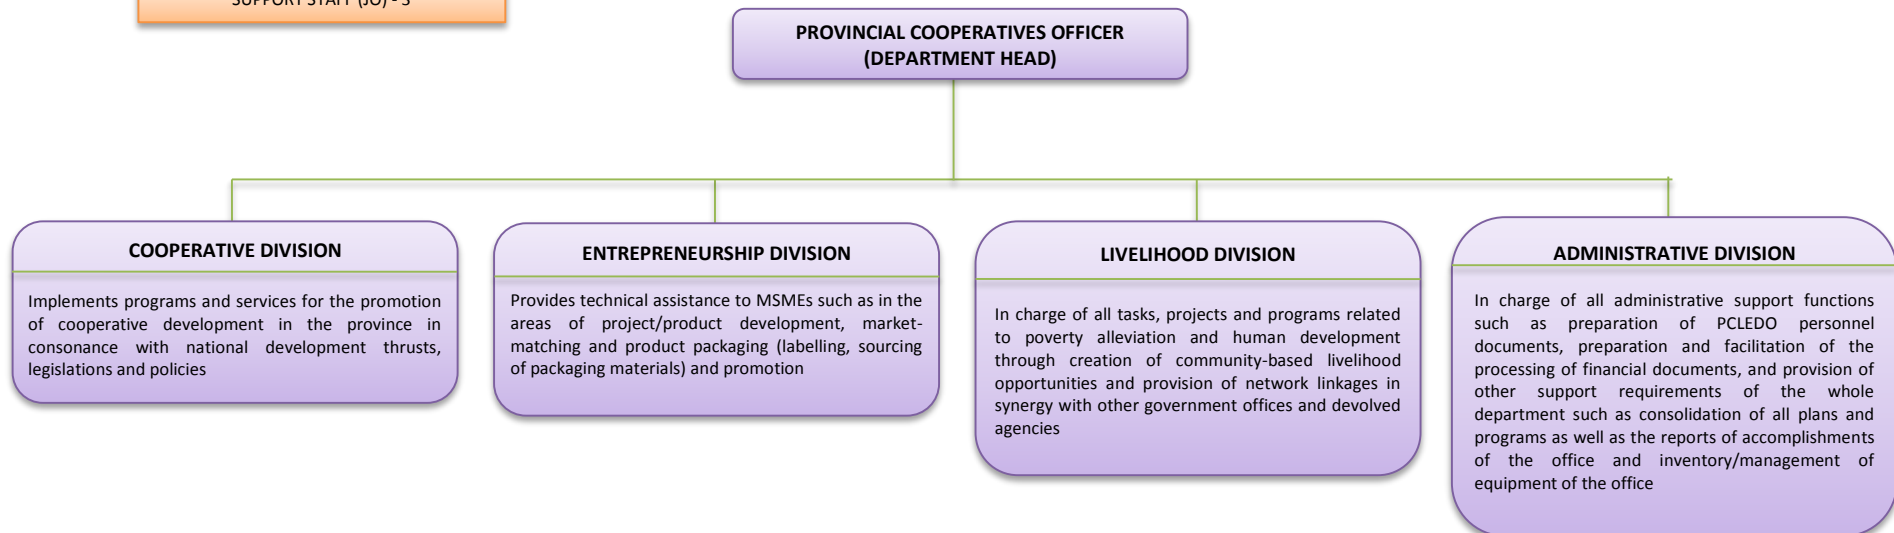 SUPPORT STAFF (JO) - 3
PROVINCIAL COOPERATIVES OFFICER
(DEPARTMENT HEAD)
COOPERATIVE DIVISION
Implements programs and services for the promotion
of cooperative development in the province in
consonance with national development thrusts,
legislations and policies
ENTREPRENEURSHIP DIVISION
Provides technical assistance to MSMEs such as in the
areas of project/product development, market-
matching and product packaging (labelling, sourcing
of packaging materials) and promotion
LIVELIHOOD DIVISION
In charge of all tasks, projects and programs related
to poverty alleviation and human development
through creation of community-based livelihood
opportunities and provision of network linkages in
synergy with other government offices and devolved
agencies
ADMINISTRATIVE DIVISION
In charge of all administrative support functions
such as preparation of PCLEDO personnel
documents, preparation and facilitation of the
processing of financial documents, and provision of
other support requirements of the whole
department such as consolidation of all plans and
programs as well as the reports of accomplishments
of the office and inventory/management of
equipment of the office